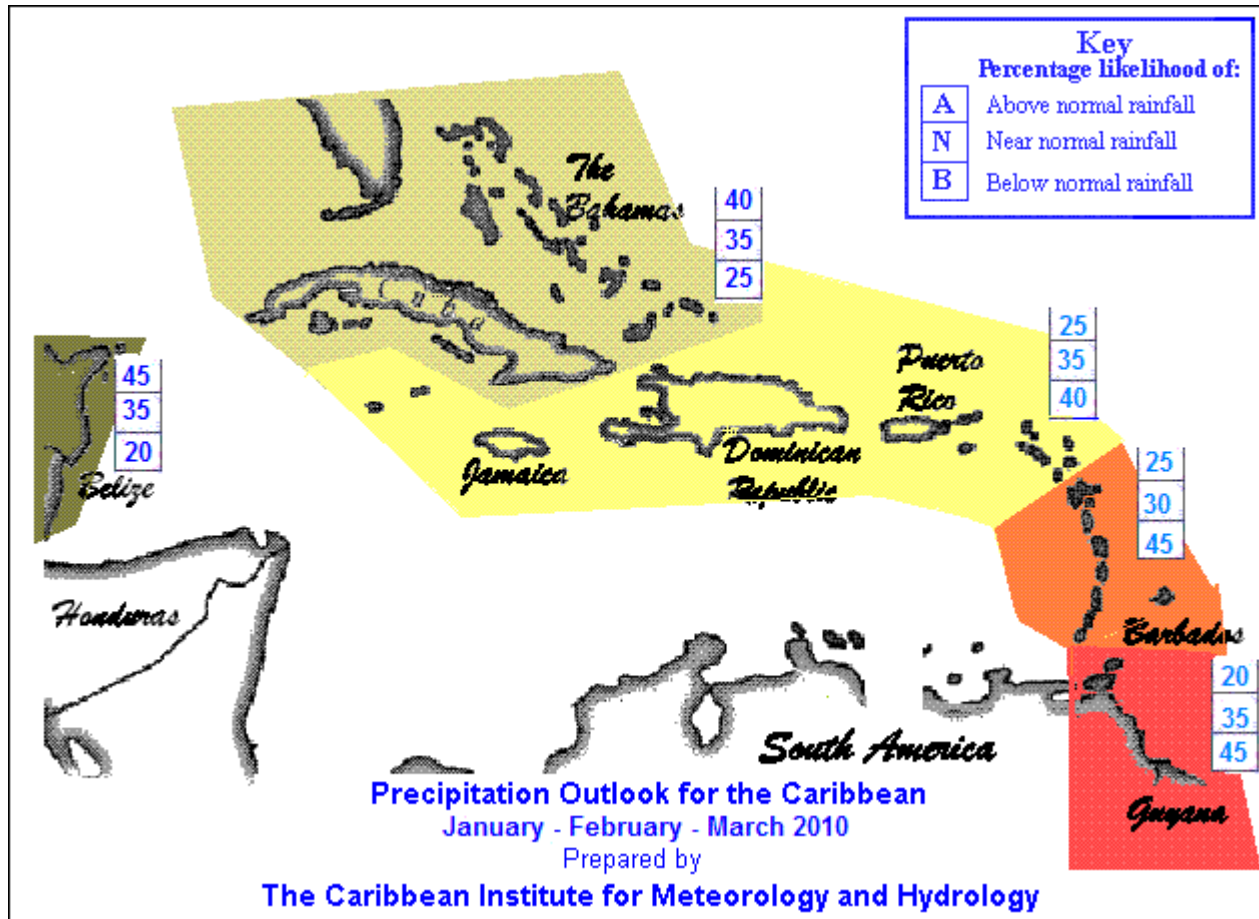 Key
Percentage likelihood of:
A Above normal rainfall
N Near normal rainfall
B Below normal rainfall
The
Bahamas
40
35
25
Cuba
25
35
40
Puerto
Rico
45
35
20
Belize
Jamaica
Dominican
Republic
25
30
45
Honduras
Barbados
20
35
45
South America
Guyana
Precipitation Outlook for the Caribbean
January - February - March 2010
Prepared by
The Caribbean Institute for Meteorology and Hydrology